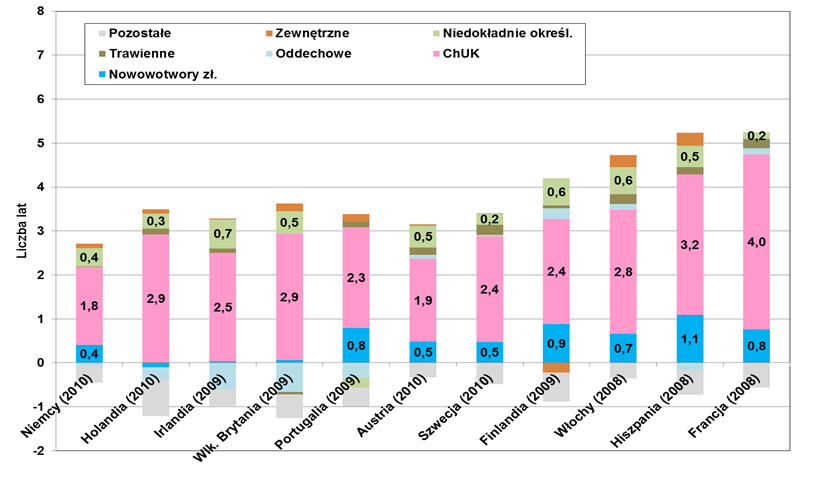 8
7
6
5
4
3
2
1
0
-1
-2
Liczba lat
Pozostałe Zewnętrzne Niedokładnie określ.
Trawienne Oddechowe ChUK
Nowowotwory zł.
0,4 1,8 0,4
0,3 2,9
0,7 2,5
0,5 2,9
2,3 0,8
0,5 1,9 0,5
0,2 2,4 0,5
0,6 2,4 0,9
0,6 2,8 0,7
0,5 3,2 1,1
0,2 4,0 0,8
Niemcy (2010)
Holandia (2010)
Irlandia (2009)
Wlk. Brytania (2009)
Portugalia (2009)
Austria (2010)
Szwecja (2010)
Finlandia (2009)
Włochy (2008)
Hiszpania (2008)
Francja (2008)